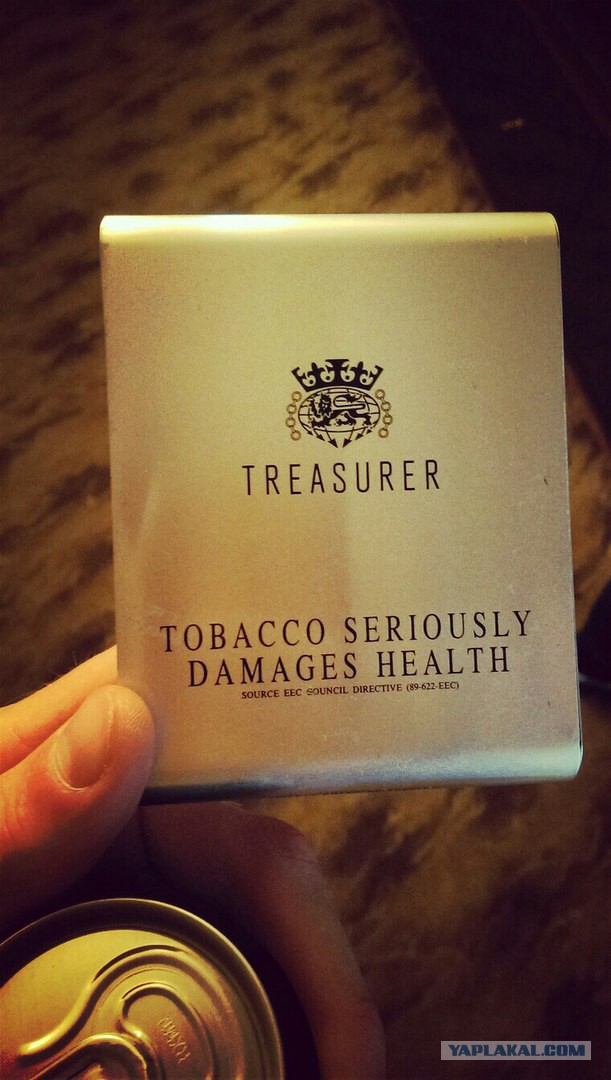 TREASURER
TOBACCO SERIOUSLY
DAMAGES HEALTH
SOURCE EEC COUNCIL DIRECTIVE (89-622-EEC)
YAPLAKAL.COM